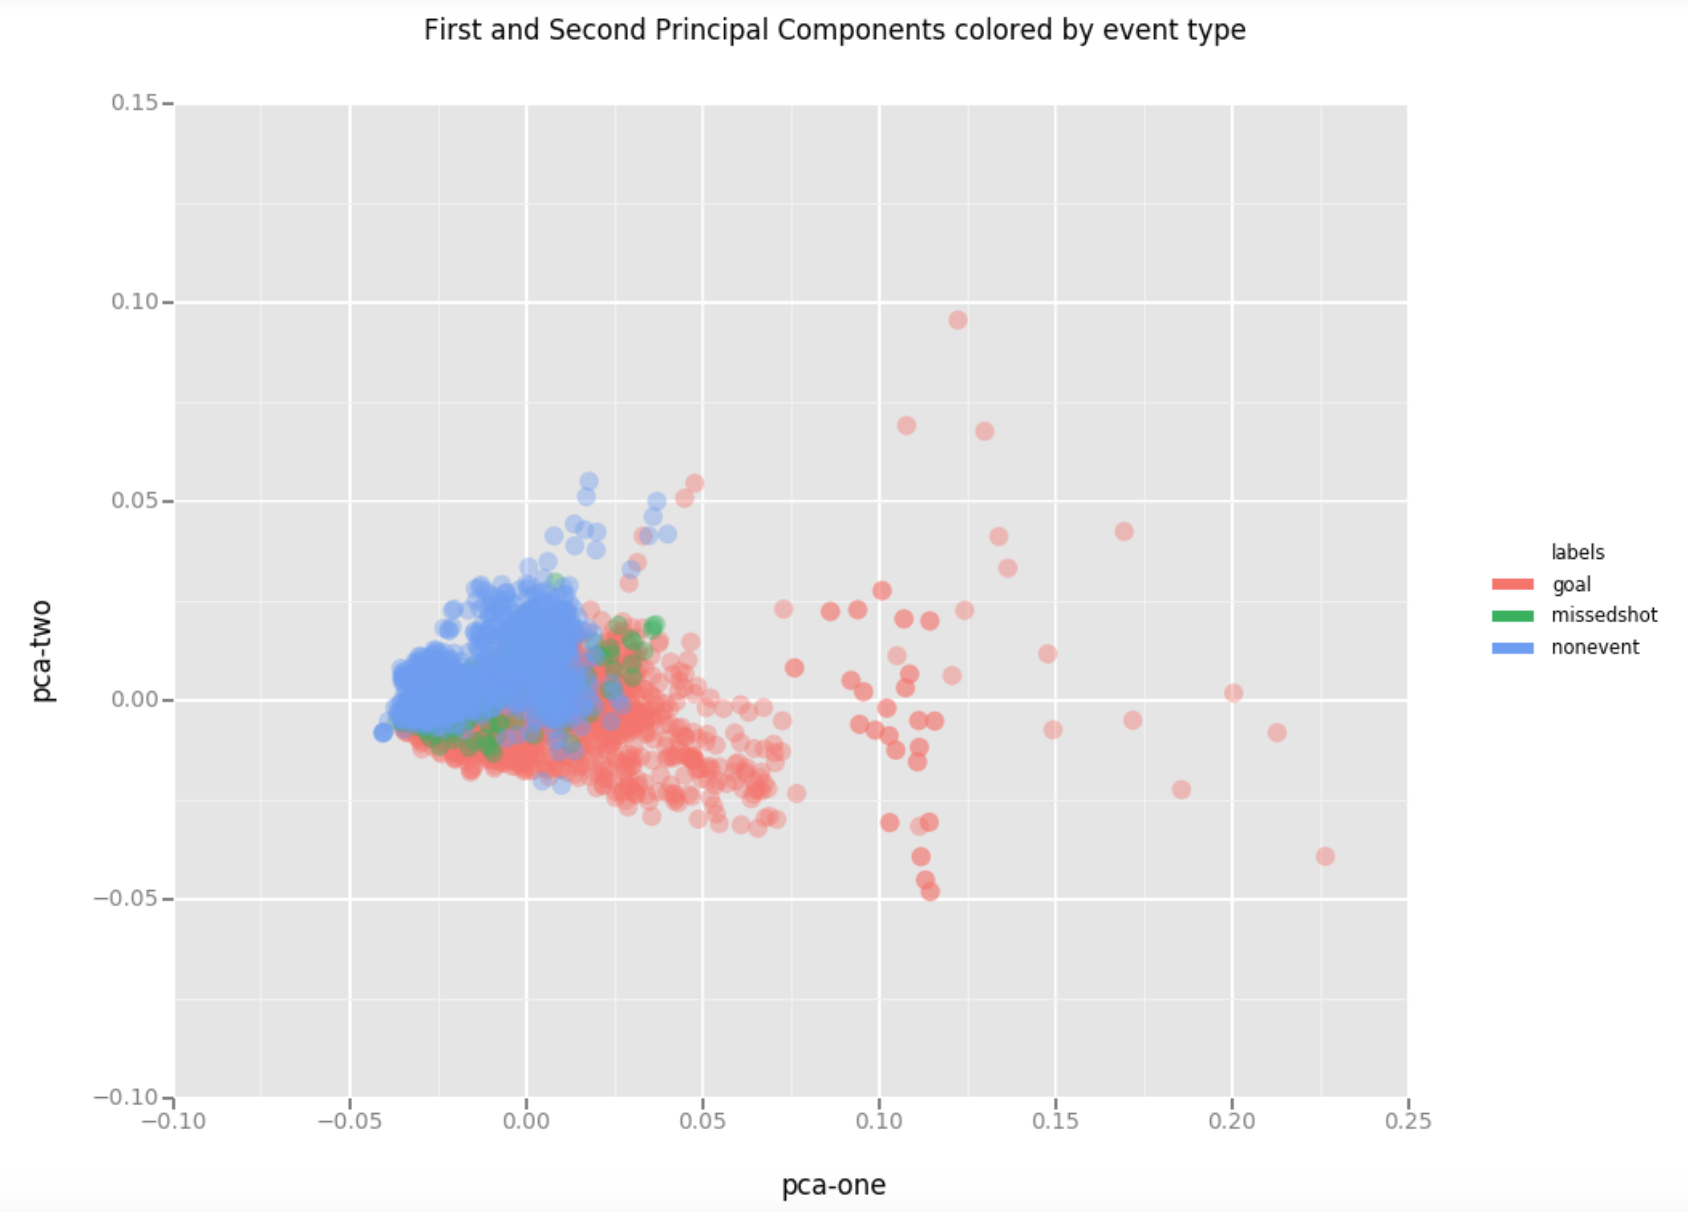 First and Second Principal Components colored by event type
0.15
0.10
0.05
0.00
−0.05
−0.10
pca-two
−0.10 −0.05 0.00 0.05 0.10 0.15 0.20 0.25
pca-one
labels
goal
missedshot
nonevent